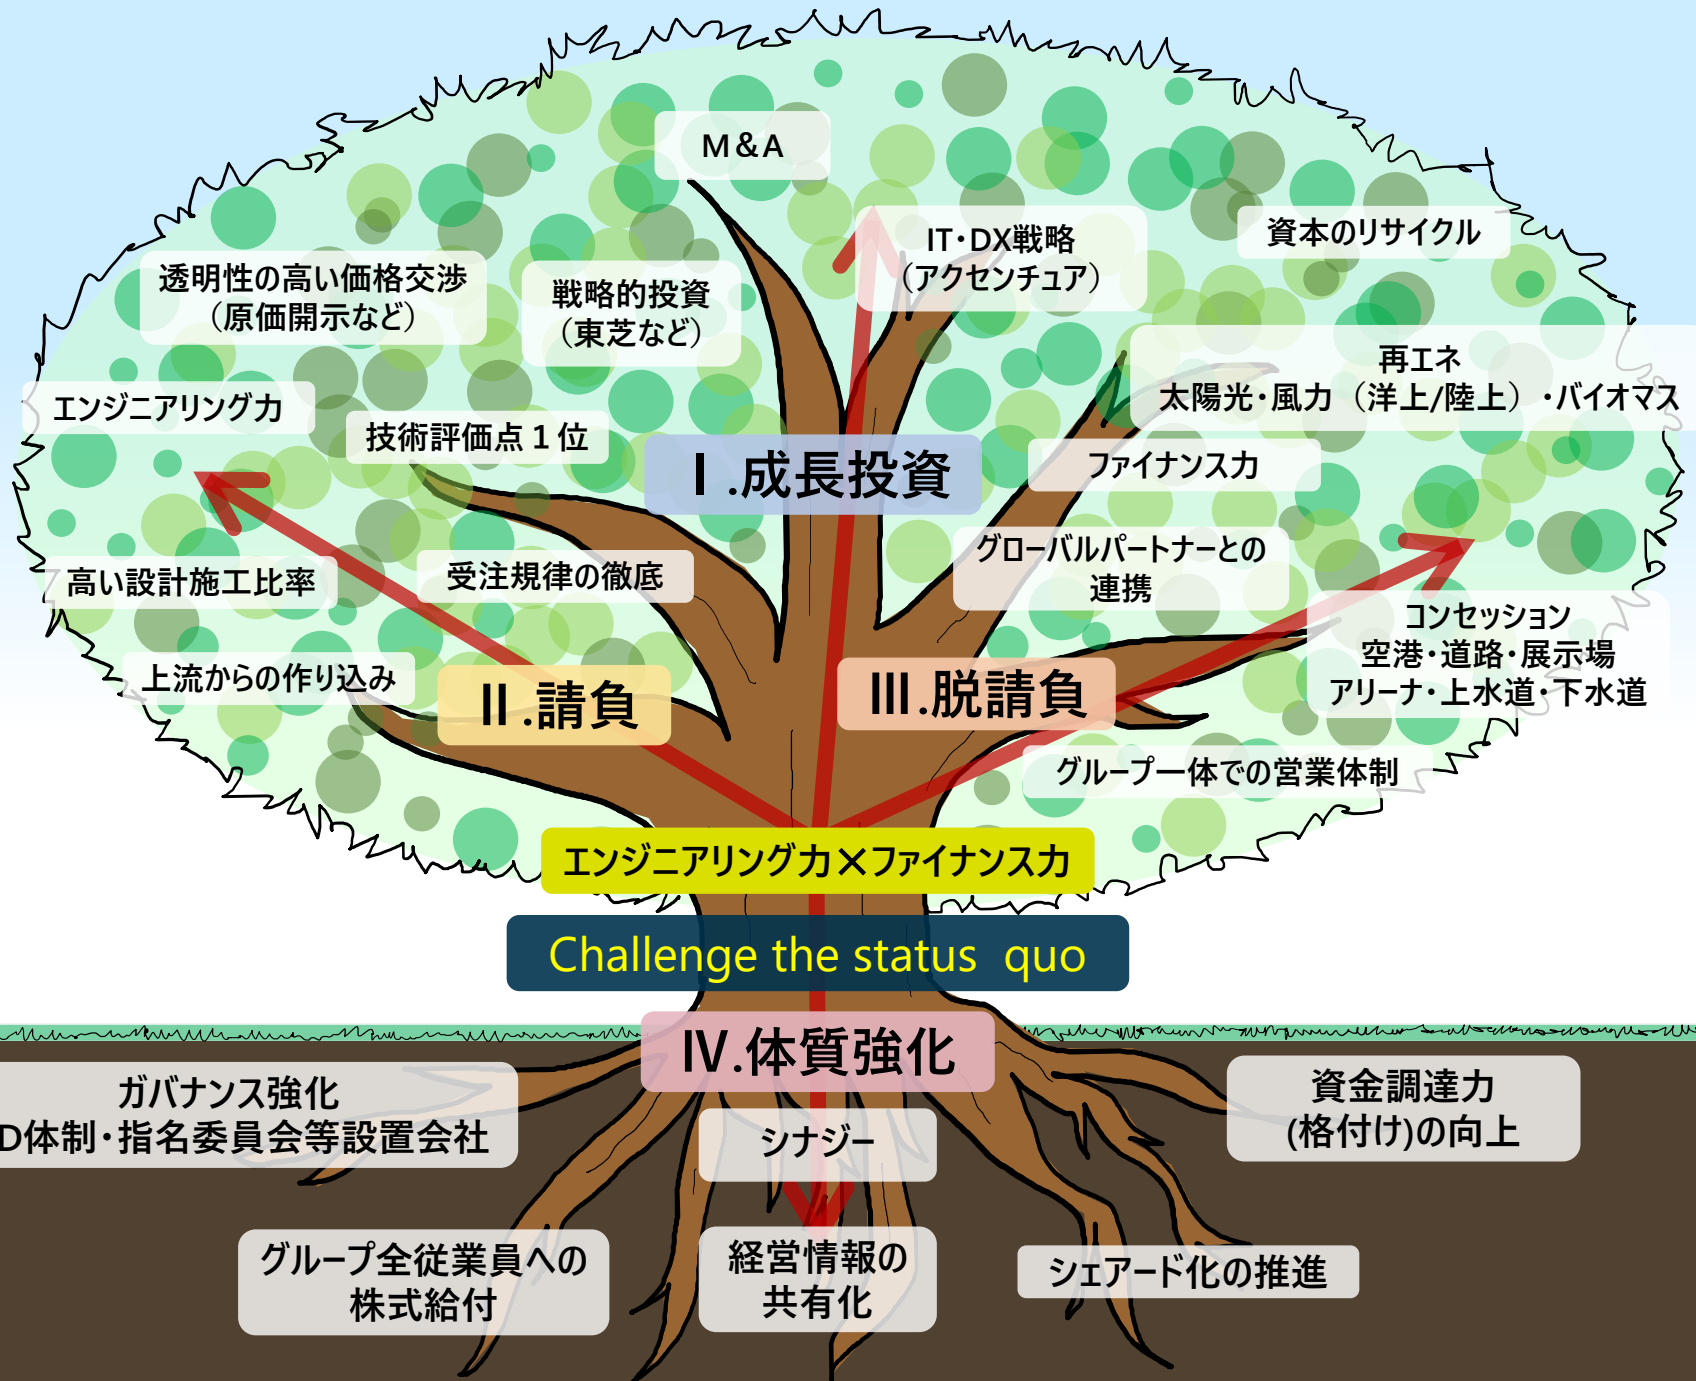 M&A
IT・DX戦略
（アクセンチュア）
資本のリサイクル
透明性の高い価格交渉
（原価開示など）
戦略的投資
（東芝など）
再エネ
太陽光・風力（洋上/陸上）・バイオマス
エンジニアリング力
技術評価点１位
Ⅰ.成長投資
ファイナンス力
グローバルパートナーとの
連携
高い設計施工比率
受注規律の徹底
コンセッション
空港・道路・展示場
アリーナ・上水道・下水道
上流からの作り込み
Ⅱ.請負
Ⅲ.脱請負
グループ一体での営業体制
エンジニアリング力×ファイナンス力
Challenge the status quo
Ⅳ.体質強化
ガバナンス強化
D体制・指名委員会等設置会社
シナジー
資金調達力
(格付け)の向上
グループ全従業員への
株式給付
経営情報の
共有化
シェアード化の推進